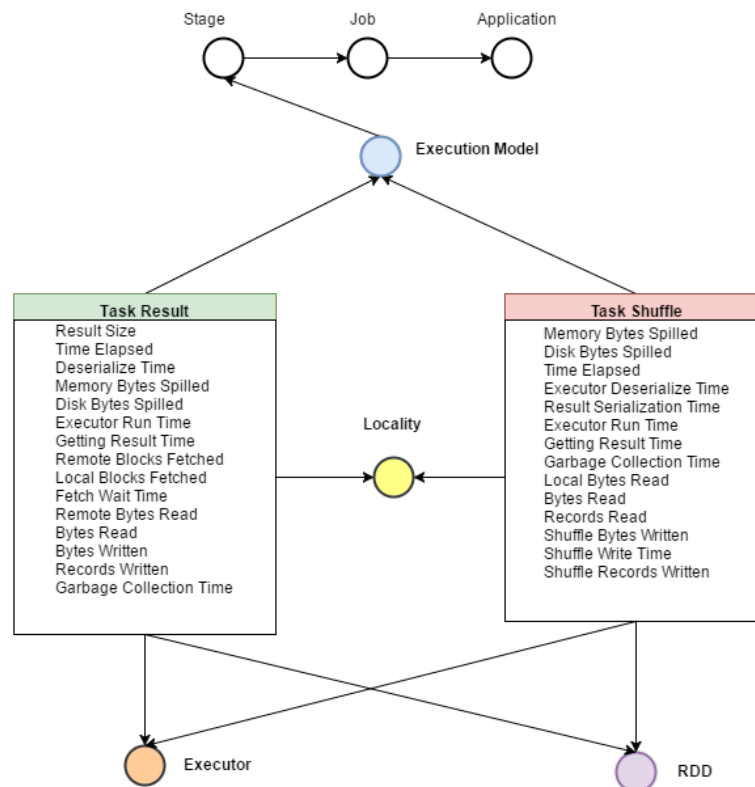 Stage
Job
Application
Execution Model
Task Result
Result Size
Time Elapsed
Deserialize Time
Memory Bytes Spilled
Disk Bytes Spilled
Executor Run Time
Getting Result Time
Remote Blocks Fetched
Local Blocks Fetched
Fetch Wait Time
Remote Bytes Read
Bytes Read
Bytes Written
Records Written
Garbage Collection Time
Locality
Task Shuffle
Memory Bytes Spilled
Disk Bytes Spilled
Time Elapsed
Executor Deserialize Time
Result Serialization Time
Executor Run Time
Getting Result Time
Garbage Collection Time
Local Bytes Read
Bytes Read
Records Read
Shuffle Bytes Written
Shuffle Write Time
Shuffle Records Written
Executor
RDD